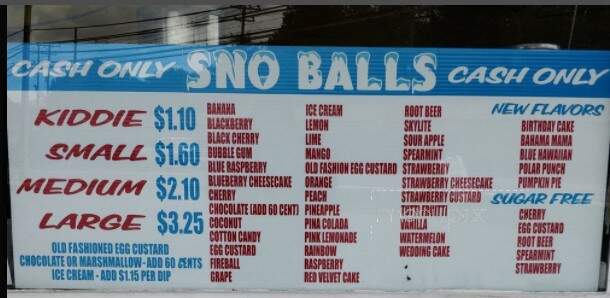 CASH ONLY SNO BALLS CASH ONLY
KIDDIE $1.10
SMALL $1.60
MEDIUM $2.10
LARGE $3.25
OLD FASHIONED EGG CUSTARD
CHOCOLATE OR MARSHMALLOW - ADD 60 CENTS
ICE CREAM - ADD $1.15 PER DIP
BANANA
BLACKBERRY
BLACK CHERRY
BUBBLE GUM
BLUE RASPBERRY
BLUEBERRY CHEESECAKE
CHERRY
CHOCOLATE (ADD 60 CENT)
COCONUT
COTTON CANDY
EGG CUSTARD
FIREBALL
GRAPE
ICE CREAM
LEMON
LIME
MANGO
OLD FASHION EGG CUSTARD
ORANGE
PEACH
PINEAPPLE
PINA COLADA
PINK LEMONADE
RAINBOW
RASPBERRY
RED VELVET CAKE
ROOT BEER
SKYLITE
SOUR APPLE
SPEARMINT
STRAWBERRY
STRAWBERRY CHEESECAKE
STRAWBERRY CUSTARD
TUTTI FRUTTI
VANILLA
WATERMELON
WEDDING CAKE
NEW FLAVORS
BIRTHDAY CAKE
BAHAMA MAMA
BLUE HAWAIIAN
POLAR PUNCH
PUMPKIN PIE
SUGAR FREE
CHERRY
EGG CUSTARD
ROOT BEER
SPEARMINT
STRAWBERRY